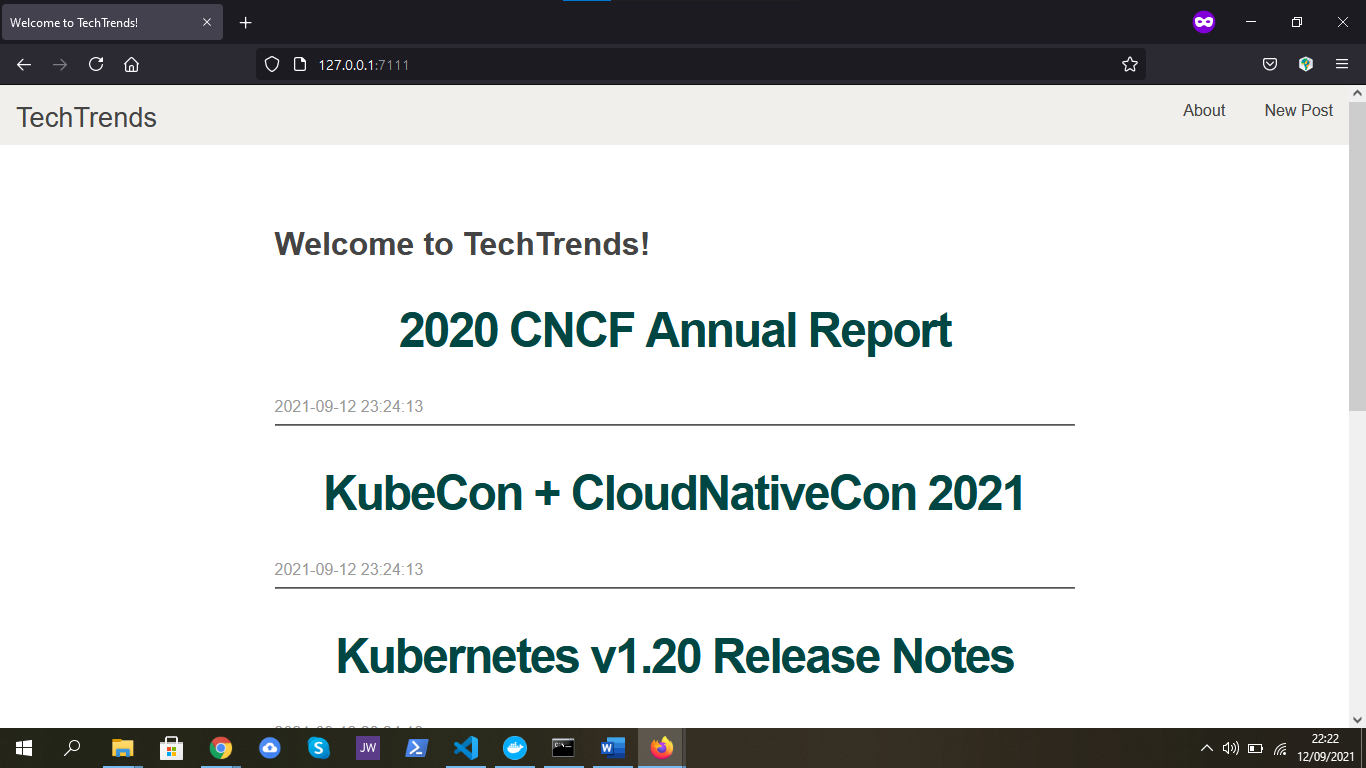 Welcome to TechTrends!
127.0.0.1:7111
TechTrends
About
New Post
Welcome to TechTrends!
2020 CNCF Annual Report
2021-09-12 23:24:13
KubeCon + CloudNativeCon 2021
2021-09-12 23:24:13
Kubernetes v1.20 Release Notes
JW
22:22
12/09/2021